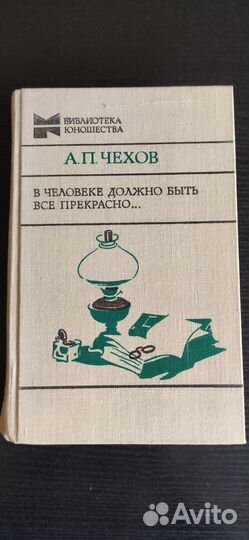 БИБЛИОТЕКА
ЮНОШЕСТВА
А.П. ЧЕХОВ
В ЧЕЛОВЕКЕ ДОЛЖНО БЫТЬ
ВСЕ ПРЕКРАСНО...
Avito